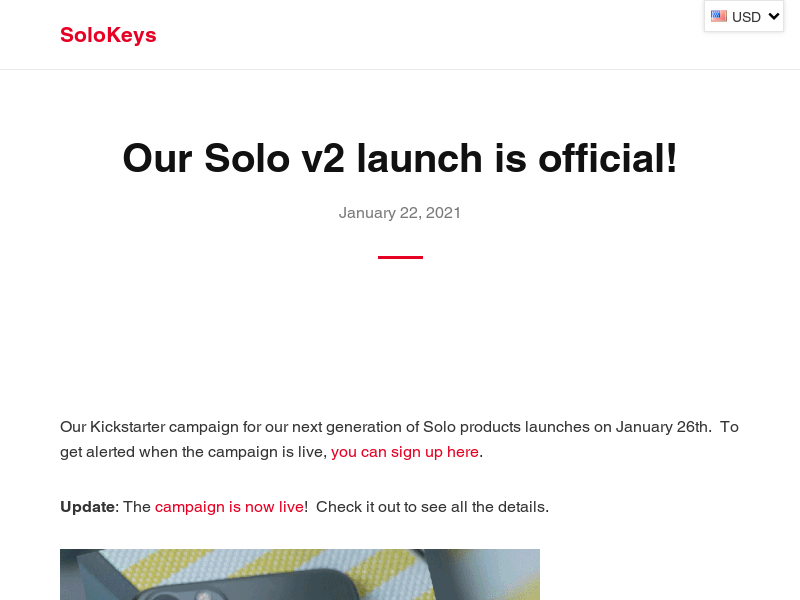 USD
SoloKeys
Our Solo v2 launch is official!
January 22, 2021
Our Kickstarter campaign for our next generation of Solo products launches on January 26th.  To
get alerted when the campaign is live, you can sign up here.
Update: The campaign is now live!  Check it out to see all the details.